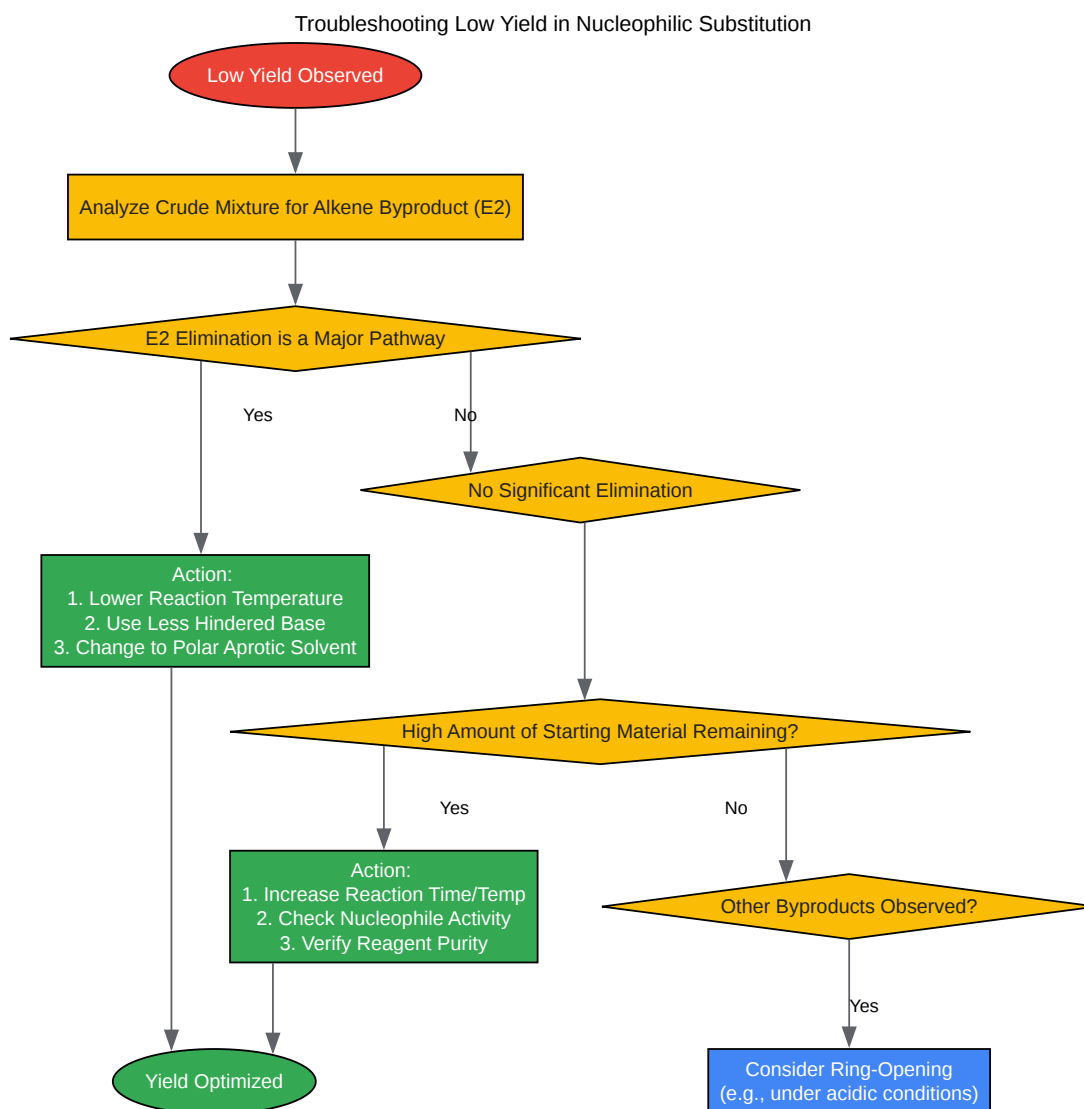 Troubleshooting Low Yield in Nucleophilic Substitution
Low Yield Observed
Analyze Crude Mixture for Alkene Byproduct (E2)
E2 Elimination is a Major Pathway
Yes
No
No Significant Elimination
Action:
1. Lower Reaction Temperature
2. Use Less Hindered Base
3. Change to Polar Aprotic Solvent
High Amount of Starting Material Remaining?
Yes
No
Action:
1. Increase Reaction Time/Temp
2. Check Nucleophile Activity
3. Verify Reagent Purity
Other Byproducts Observed?
Yes
Yield Optimized
Consider Ring-Opening
(e.g., under acidic conditions)